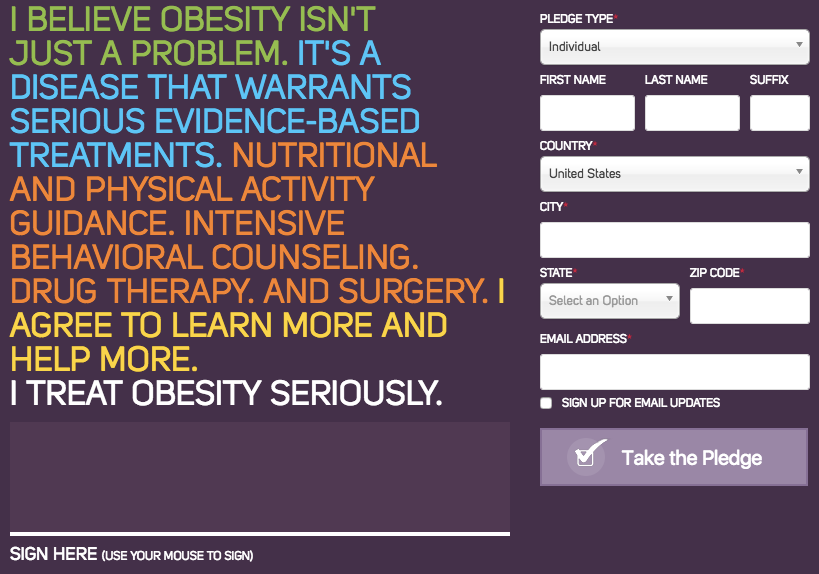 I BELIEVE OBESITY ISN'T
JUST A PROBLEM. IT'S A
DISEASE THAT WARRANTS
SERIOUS EVIDENCE-BASED
TREATMENTS. NUTRITIONAL
AND PHYSICAL ACTIVITY
GUIDANCE. INTENSIVE
BEHAVIORAL COUNSELING.
DRUG THERAPY. AND SURGERY. I
AGREE TO LEARN MORE AND
HELP MORE.
I TREAT OBESITY SERIOUSLY.
SIGN HERE (USE YOUR MOUSE TO SIGN)
PLEDGE TYPE*
Individual
FIRST NAME LAST NAME SUFFIX
COUNTRY*
United States
CITY*
STATE* ZIP CODE*
Select an Option
EMAIL ADDRESS*
SIGN UP FOR EMAIL UPDATES
Take the Pledge